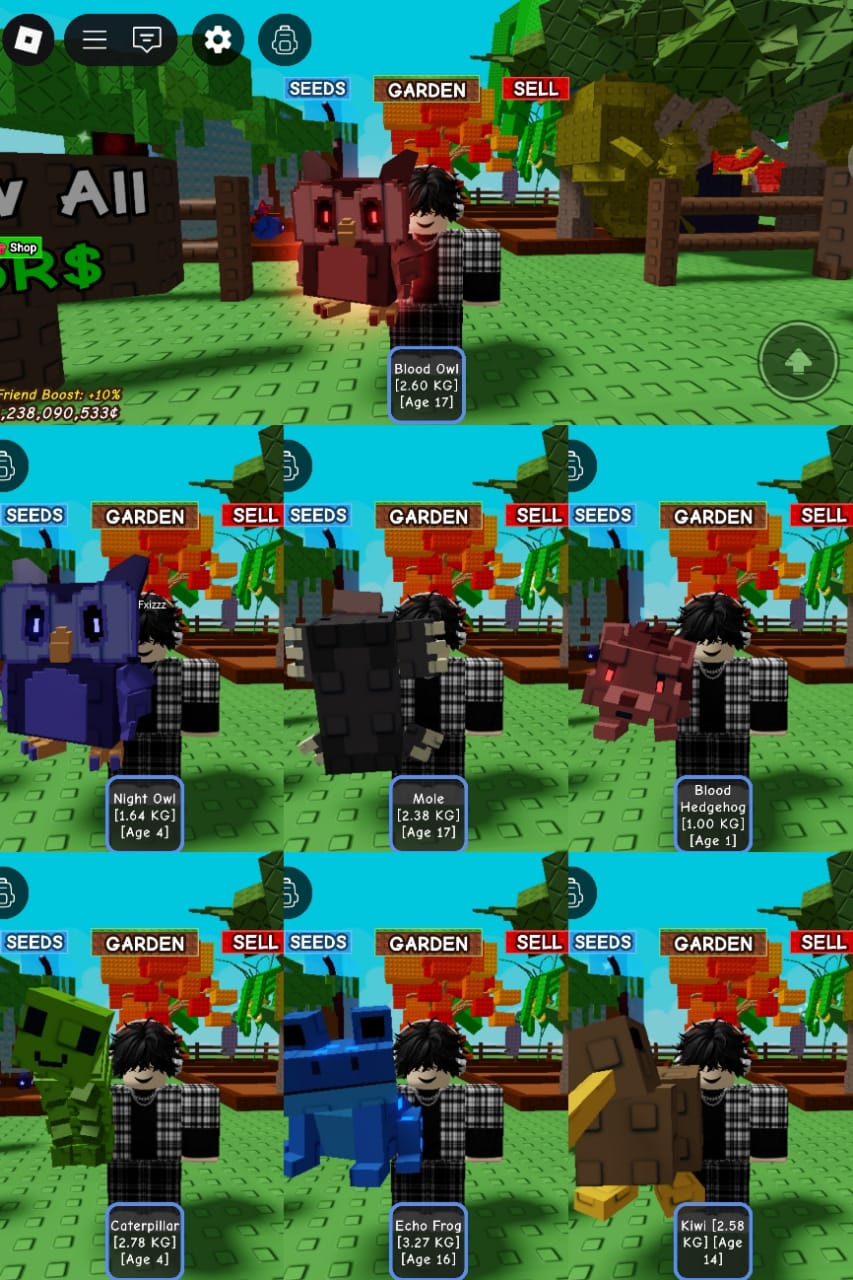 SEEDS
GARDEN
SELL
All
Shop
R$
Friend Boost: +10%
,238,090,533¢
Blood Owl
[2.60 KG]
[Age 17]
SEEDS
GARDEN
SELL
Fxizzz
Night Owl
[1.64 KG]
[Age 4]
SEEDS
GARDEN
SELL
Mole
[2.38 KG]
[Age 17]
SEEDS
GARDEN
SELL
Blood
Hedgehog
[1.00 KG]
[Age 1]
SEEDS
GARDEN
SELL
Caterpillar
[2.78 KG]
[Age 4]
SEEDS
GARDEN
SELL
Echo Frog
[3.27 KG]
[Age 16]
SEEDS
GARDEN
SELL
Kiwi [2.58
KG] [Age
14]